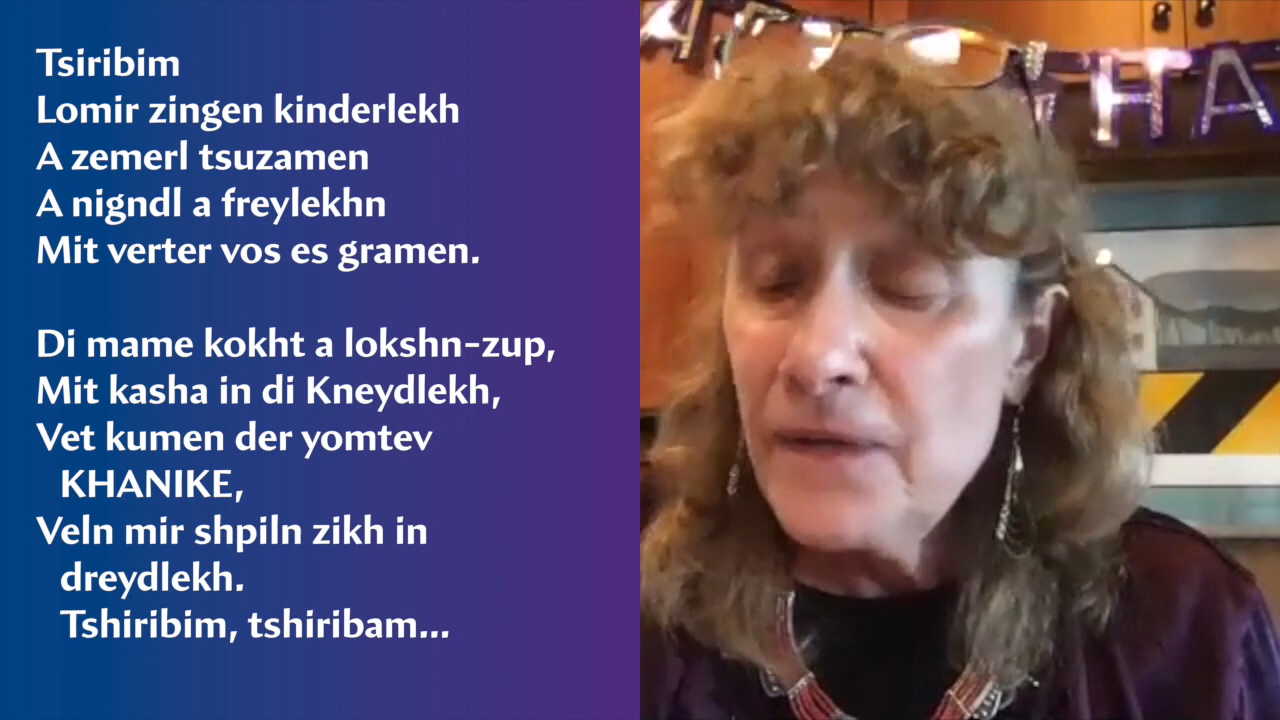 Tsiribim
Lomir zingen kinderlekh
A zemerl tsuzamen
A nigndl a freylekhn
Mit verter vos es gramen.
Di mame kokht a lokshn-zup,
Mit kasha in di Kneydlekh,
Vet kumen der yomtev
KHANIKE,
Veln mir shpiln zikh in
dreydlekh.
Tshiribim, tshiribam...
HA